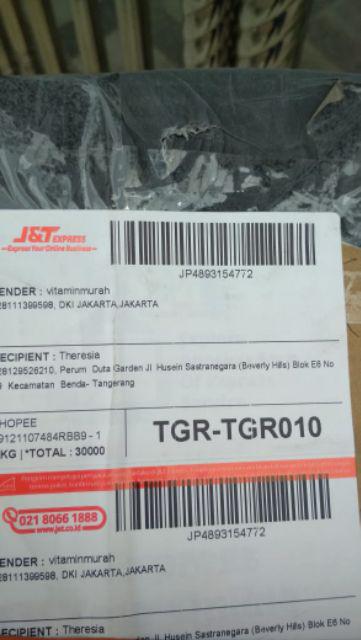 J&T EXPRESS
Express Your Online Business
JP4893154772
ENDER : vitaminmurah
28111399598, DKI JAKARTA,JAKARTA
ECIPIENT : Theresia
28129526210, Perum Duta Garden Jl Husein Sastranegara (Beverly Hills) Blok E6 No
9 Kecamatan Benda- Tangerang
HOPEE
9121107484RBB9 - 1
KG | *TOTAL : 30000
TGR-TGR010
021 8066 1888
www.jet.co.id
JP4893154772
ENDER : vitaminmurah
28111399598, DKI JAKARTA,JAKARTA
ECIPIENT : Theresia
Garden Jl Husein Sastranegara (Beverly Hills) Blok E6 No